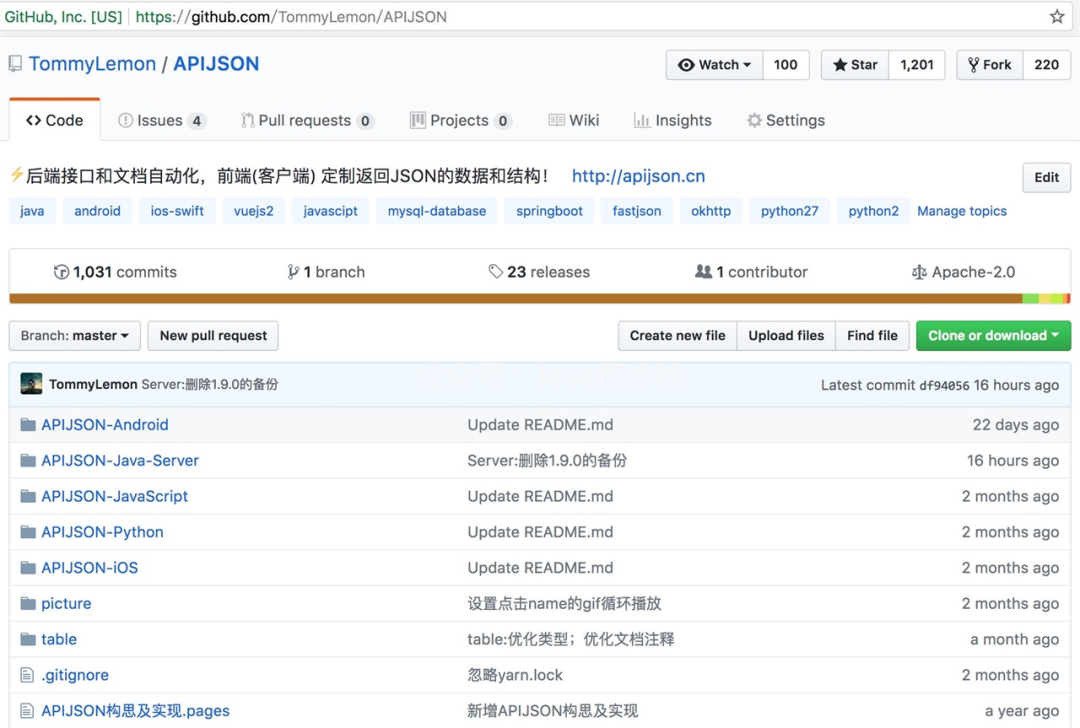 GitHub, Inc. [US] https://github.com/TommyLemon/APIJSON
TommyLemon / APIJSON Watch 100 Star 1,201 Fork 220
Code Issues 4 Pull requests 0 Projects 0 Wiki Insights Settings
⚡后端接口和文档自动化，前端(客户端) 定制返回JSON的数据和结构！ http://apijson.cn Edit
java android ios-swift vuejs2 javascipt mysql-database springboot fastjson okhttp python27 python2 Manage topics
1,031 commits 1 branch 23 releases 1 contributor Apache-2.0
Branch: master New pull request Create new file Upload files Find file Clone or download
TommyLemon Server:删除1.9.0的备份 Latest commit df94056 16 hours ago
APIJSON-Android Update README.md 22 days ago
APIJSON-Java-Server Server:删除1.9.0的备份 16 hours ago
APIJSON-JavaScript Update README.md 2 months ago
APIJSON-Python Update README.md 2 months ago
APIJSON-iOS Update README.md 2 months ago
picture 设置点击name的gif循环播放 2 months ago
table table:优化类型；优化文档注释 a month ago
.gitignore 忽略yarn.lock 2 months ago
APIJSON构思及实现.pages 新增APIJSON构思及实现 a year ago